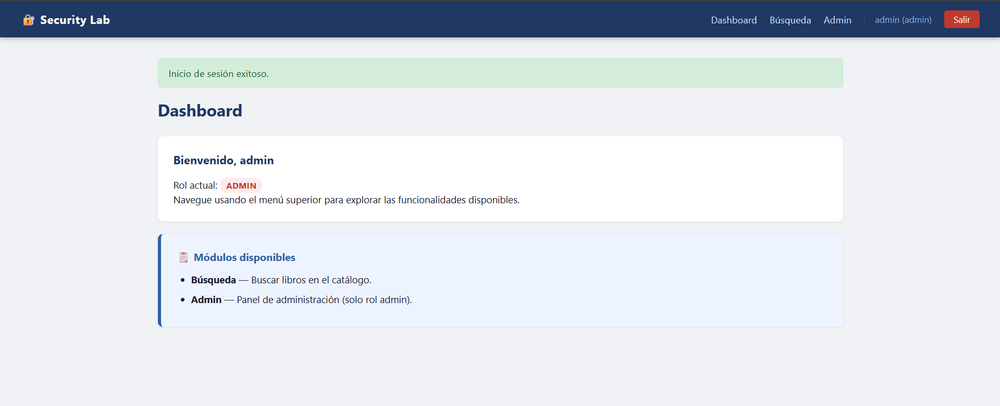 Security Lab
Dashboard Búsqueda Admin admin (admin) Salir
Inicio de sesión exitoso.
Dashboard
Bienvenido, admin
Rol actual: ADMIN
Navegue usando el menú superior para explorar las funcionalidades disponibles.
Módulos disponibles
• Búsqueda — Buscar libros en el catálogo.
• Admin — Panel de administración (solo rol admin).